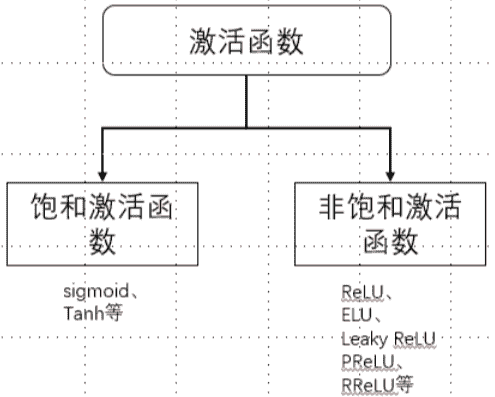 激活函数
饱和激活函
数
非饱和激活
函数
sigmoid、
Tanh等
ReLU、
ELU、
Leaky ReLU
PReLU、
RReLU等